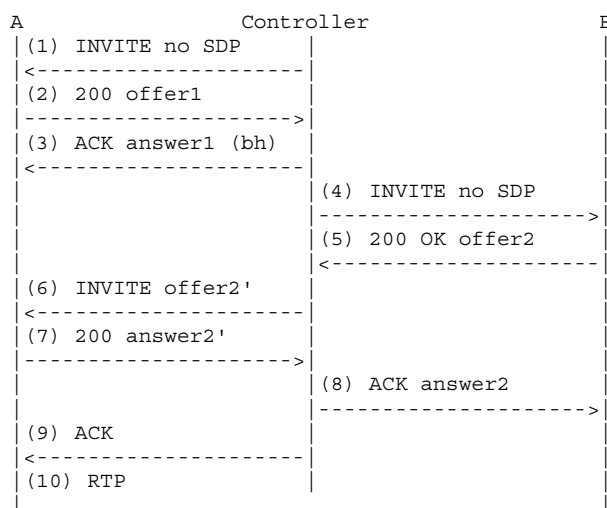 A Controller B
(1) INVITE no SDP
(2) 200 offer1
(3) ACK answer1 (bh)
(4) INVITE no SDP
(5) 200 OK offer2
(6) INVITE offer2'
(7) 200 answer2'
(8) ACK answer2
(9) ACK
(10) RTP